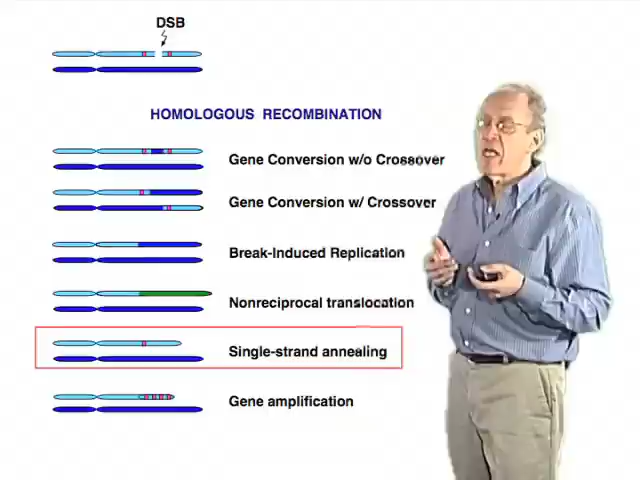 DSB
HOMOLOGOUS RECOMBINATION
Gene Conversion w/o Crossover
Gene Conversion w/ Crossover
Break-Induced Replication
Nonreciprocal translocation
Single-strand annealing
Gene amplification